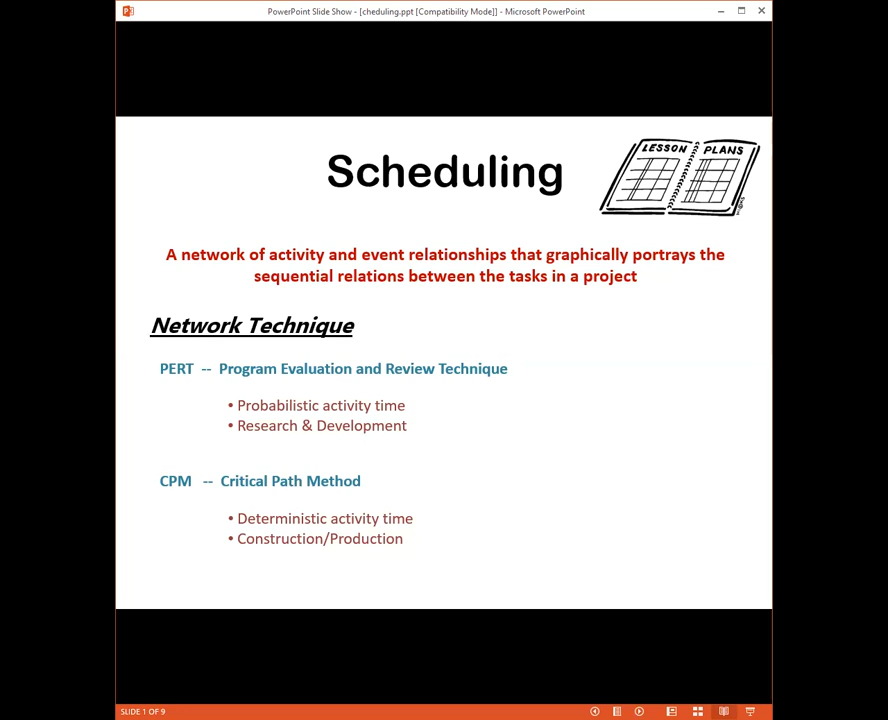 PowerPoint Slide Show - [cheduling.ppt [Compatibility Mode]] - Microsoft PowerPoint
LESSON PLANS
Scheduling
A network of activity and event relationships that graphically portrays the
sequential relations between the tasks in a project
Network Technique
PERT -- Program Evaluation and Review Technique
• Probabilistic activity time
• Research & Development
CPM -- Critical Path Method
• Deterministic activity time
• Construction/Production
SLIDE 1 OF 9